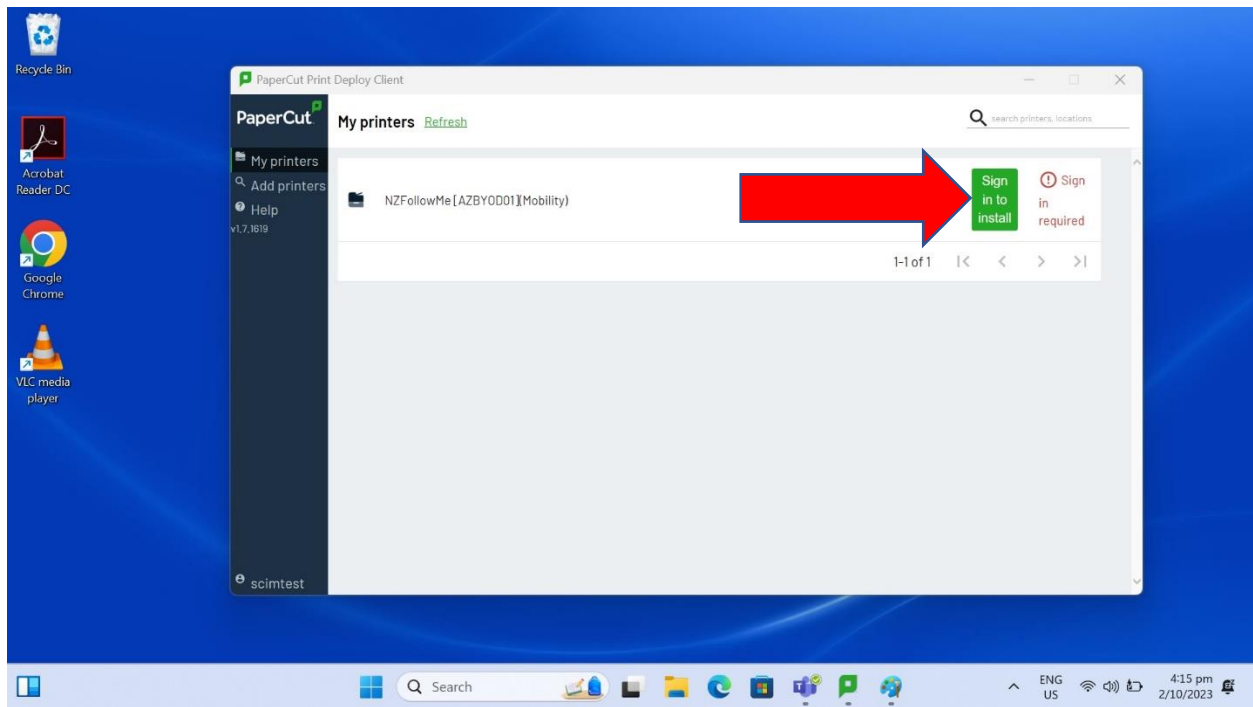 Recycle Bin
Acrobat
Reader DC
Google
Chrome
VLC media
player
PaperCut Print Deploy Client
PaperCut
My printers Refresh
search printers, locations
My printers
Add printers
Help
v1,7,1619
NZFollowMe[AZBYOD01](Mobility)
Sign
in to
install
Sign
in
required
1-1 of 1
scimtest
Search
ENG
US
4:15 pm
2/10/2023